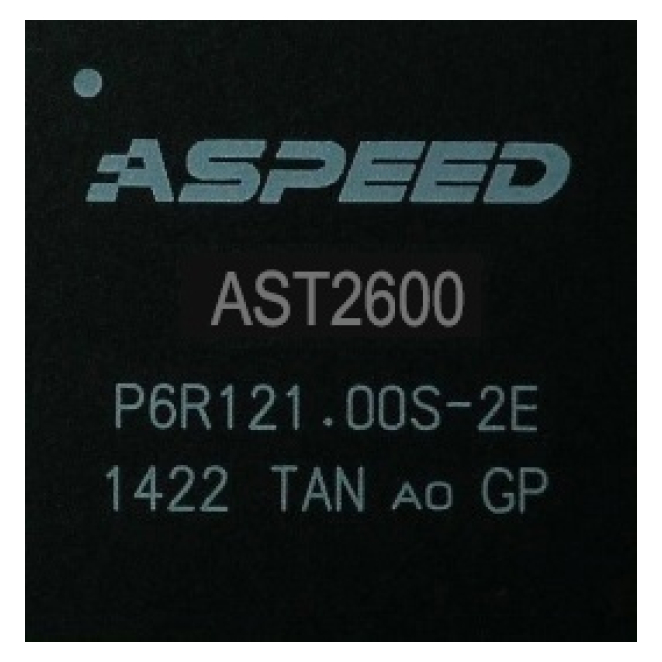 ASPEED
AST2600
P6R121.00S-2E
1422 TAN A0 GP